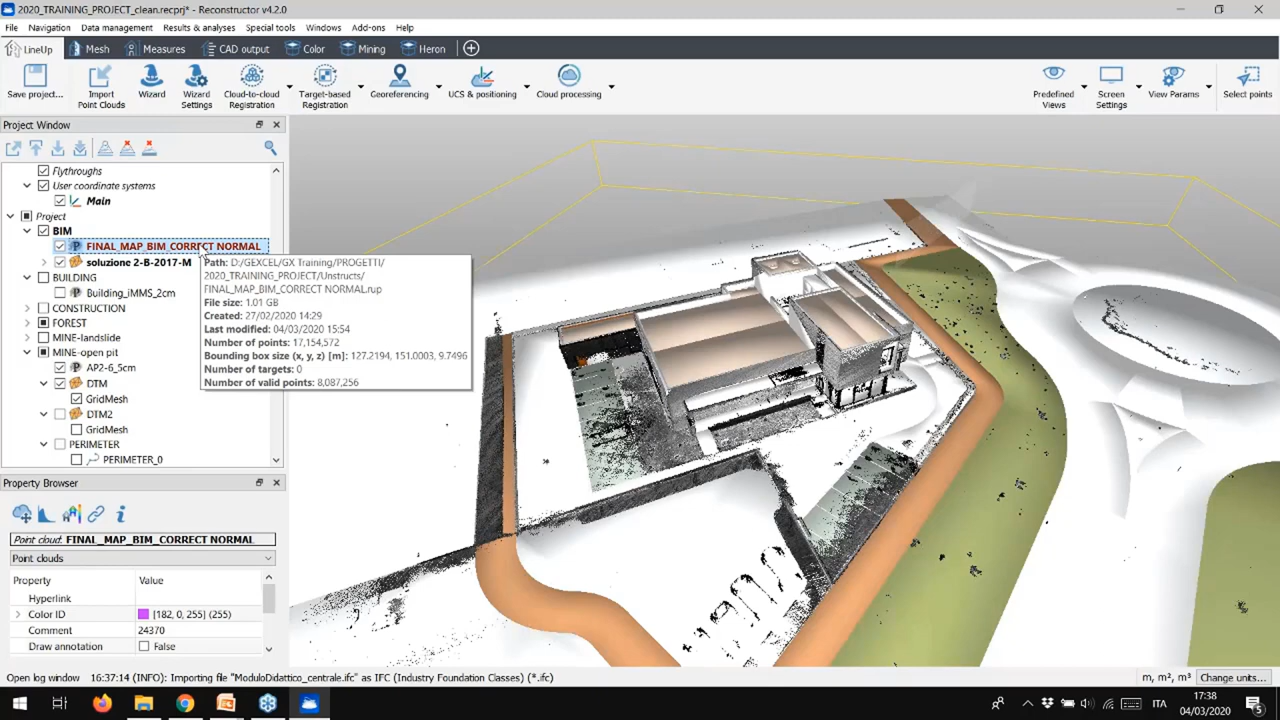 2020_TRAINING_PROJECT_clean.recprj* - Reconstructor v4.2.0
File Navigation Data management Results & analyses Special tools Windows Add-ons Help
LineUp Mesh Measures CAD output Color Mining Heron
Save project... Import Point Clouds Wizard Wizard Settings Cloud-to-cloud Registration Target-based Registration Georeferencing UCS & positioning Cloud processing Predefined Views Screen Settings View Params Select points
Project Window
Flythroughs
User coordinate systems
Main
Project
BIM
FINAL_MAP_BIM_CORRECT NORMAL
soluzione 2-B-2017-M
BUILDING
Building_iMMS_2cm
CONSTRUCTION
FOREST
MINE-landslide
MINE-open pit
AP2-6_5cm
DTM
GridMesh
DTM2
GridMesh
PERIMETER
PERIMETER_0
Path: D:/GEXCEL/GX Training/PROGETTI/
2020_TRAINING_PROJECT/Unstructs/
FINAL_MAP_BIM_CORRECT NORMAL.rup
File size: 1.01 GB
Created: 27/02/2020 14:29
Last modified: 04/03/2020 15:54
Number of points: 17,154,572
Bounding box size (x, y, z) [m]: 127.2194, 151.0003, 9.7496
Number of targets: 0
Number of valid points: 8,087,256
Property Browser
Point cloud: FINAL_MAP_BIM_CORRECT NORMAL
Point clouds
Property Value
Hyperlink
Color ID [182, 0, 255] (255)
Comment 24370
Draw annotation False
Open log window 16:37:14 (INFO): Importing file "ModuloDidattico_centrale.ifc" as IFC (Industry Foundation Classes) (*.ifc) m, m², m³ Change units...
ITA 17:38
04/03/2020 5